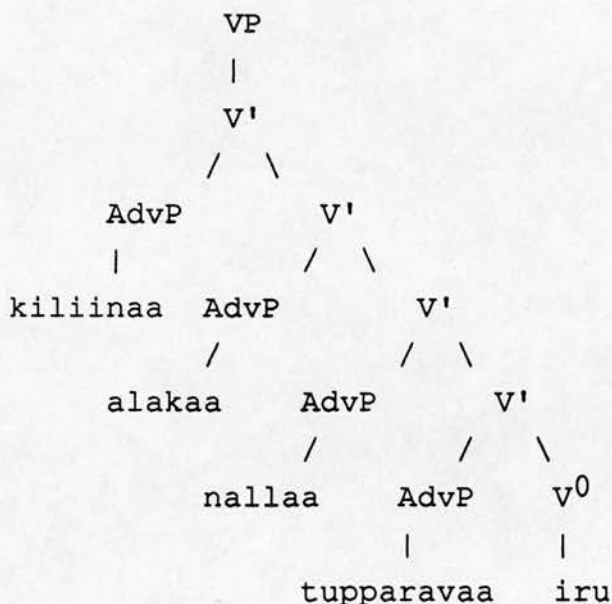 VP
|
V'
/ \
AdvP V'
| / \
kiliinaa AdvP V'
/ / \
alakaa AdvP V'
/ / \
nallaa AdvP V⁰
| |
tupparavaa iru